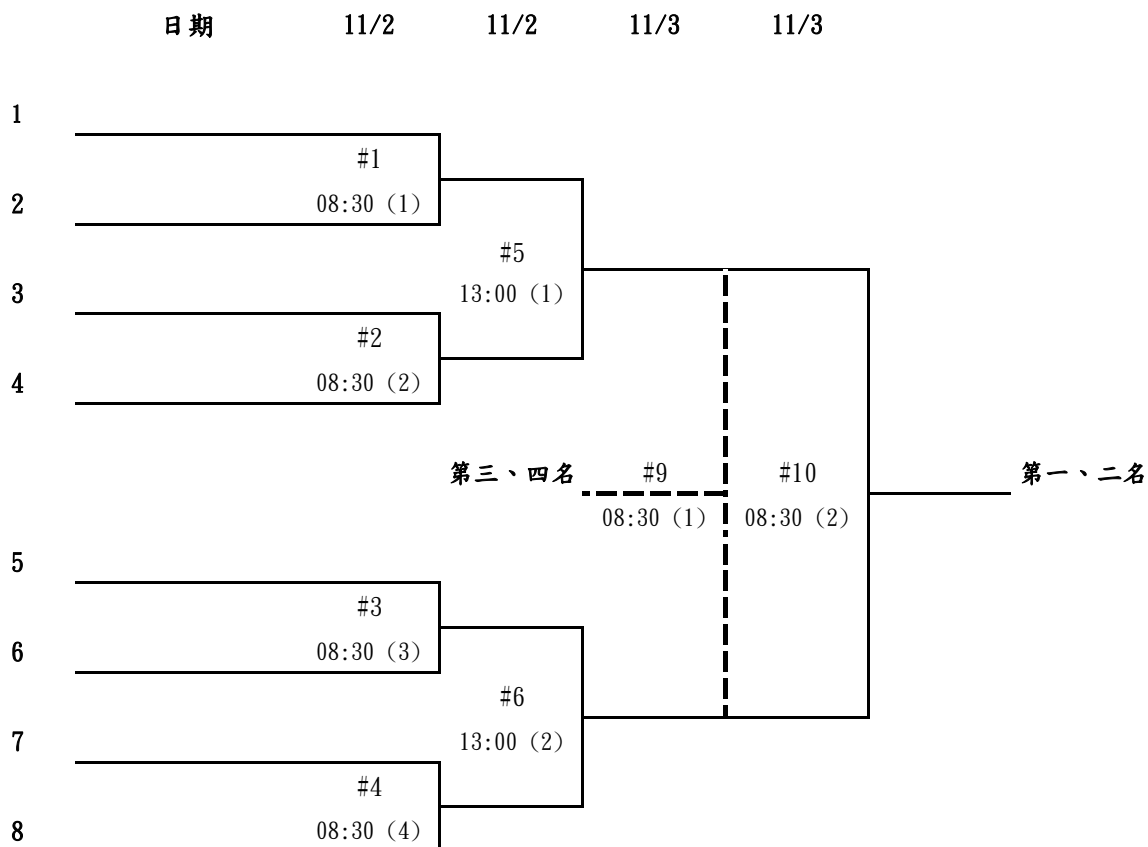 日期 11/2 11/2 11/3 11/3
1
#1
2 08:30 (1)
#5
3 13:00 (1)
#2
4 08:30 (2)
第三、四名 #9 #10 第一、二名
08:30 (1) 08:30 (2)
5
#3
6 08:30 (3)
#6
7 13:00 (2)
#4
8 08:30 (4)